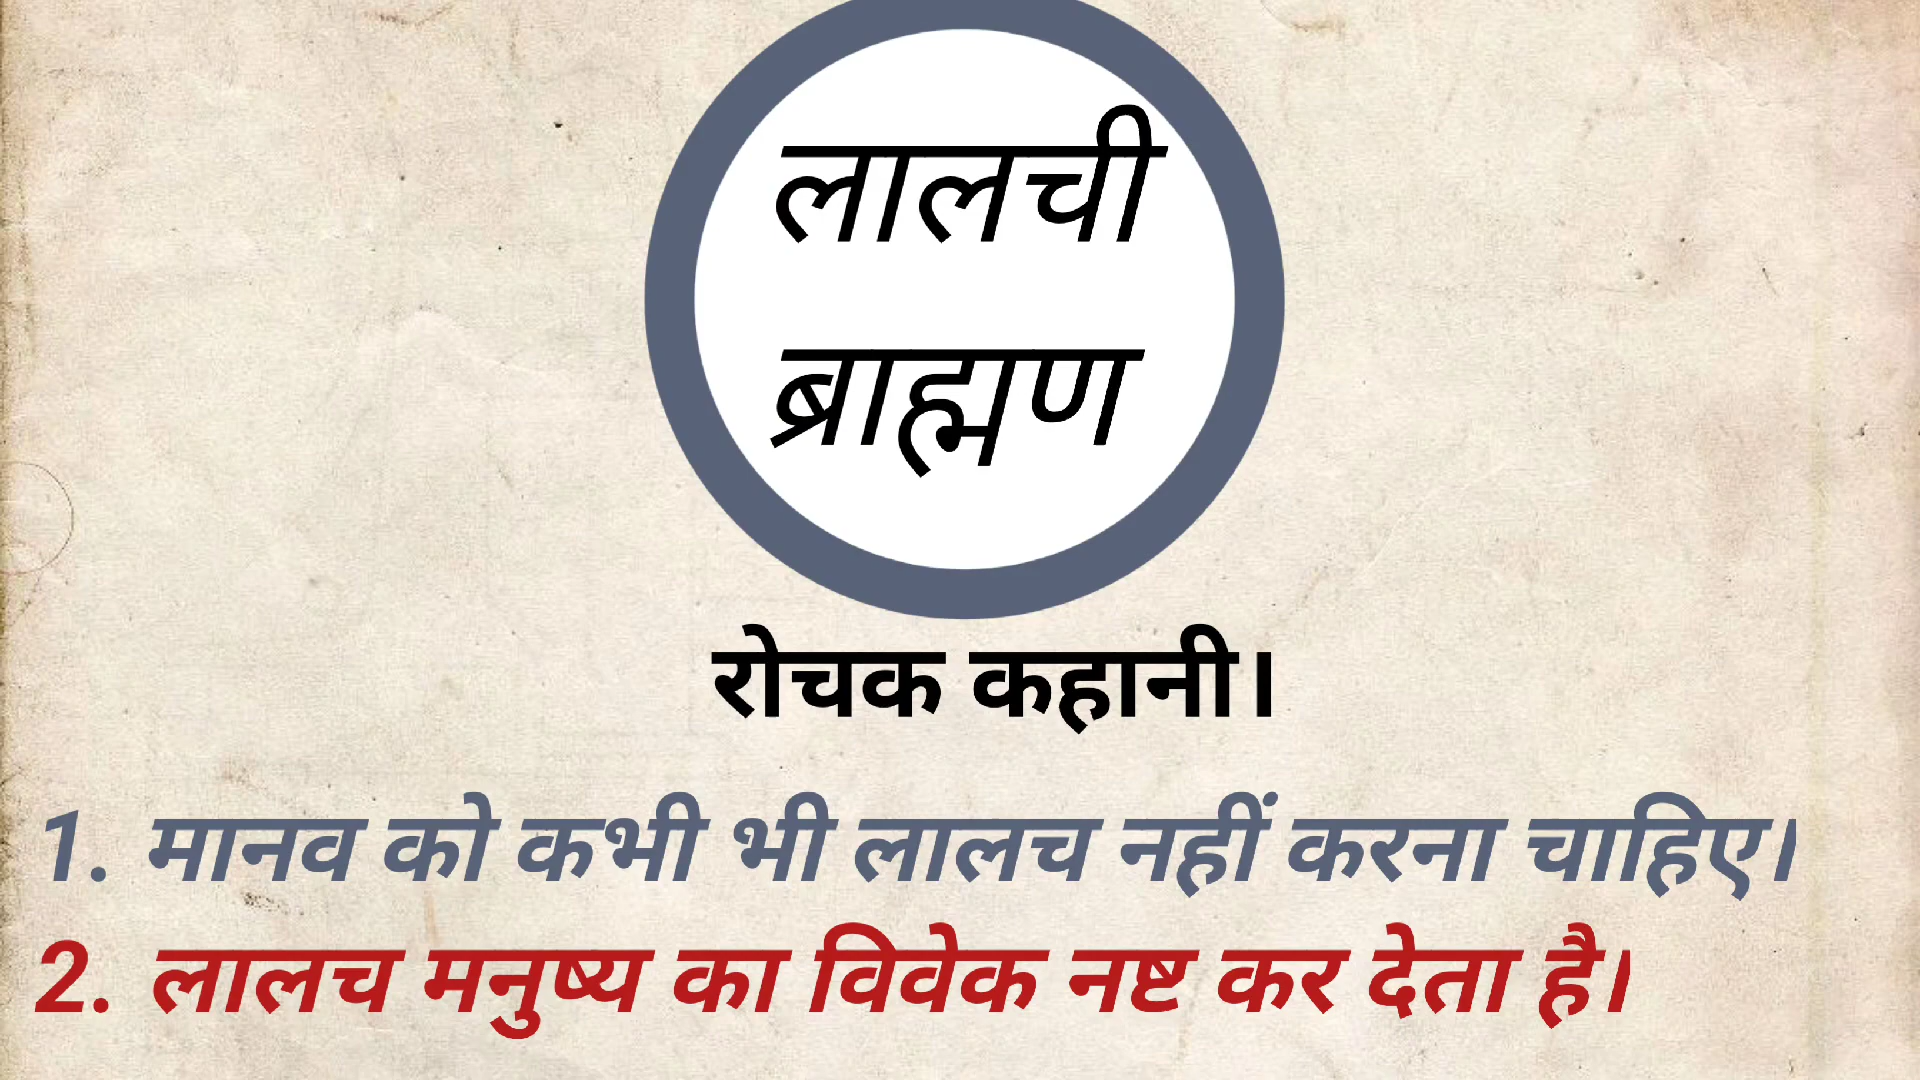 लालची
ब्राह्मण
रोचक कहानी।
1. मानव को कभी भी लालच नहीं करना चाहिए।
2. लालच मनुष्य का विवेक नष्ट कर देता है।